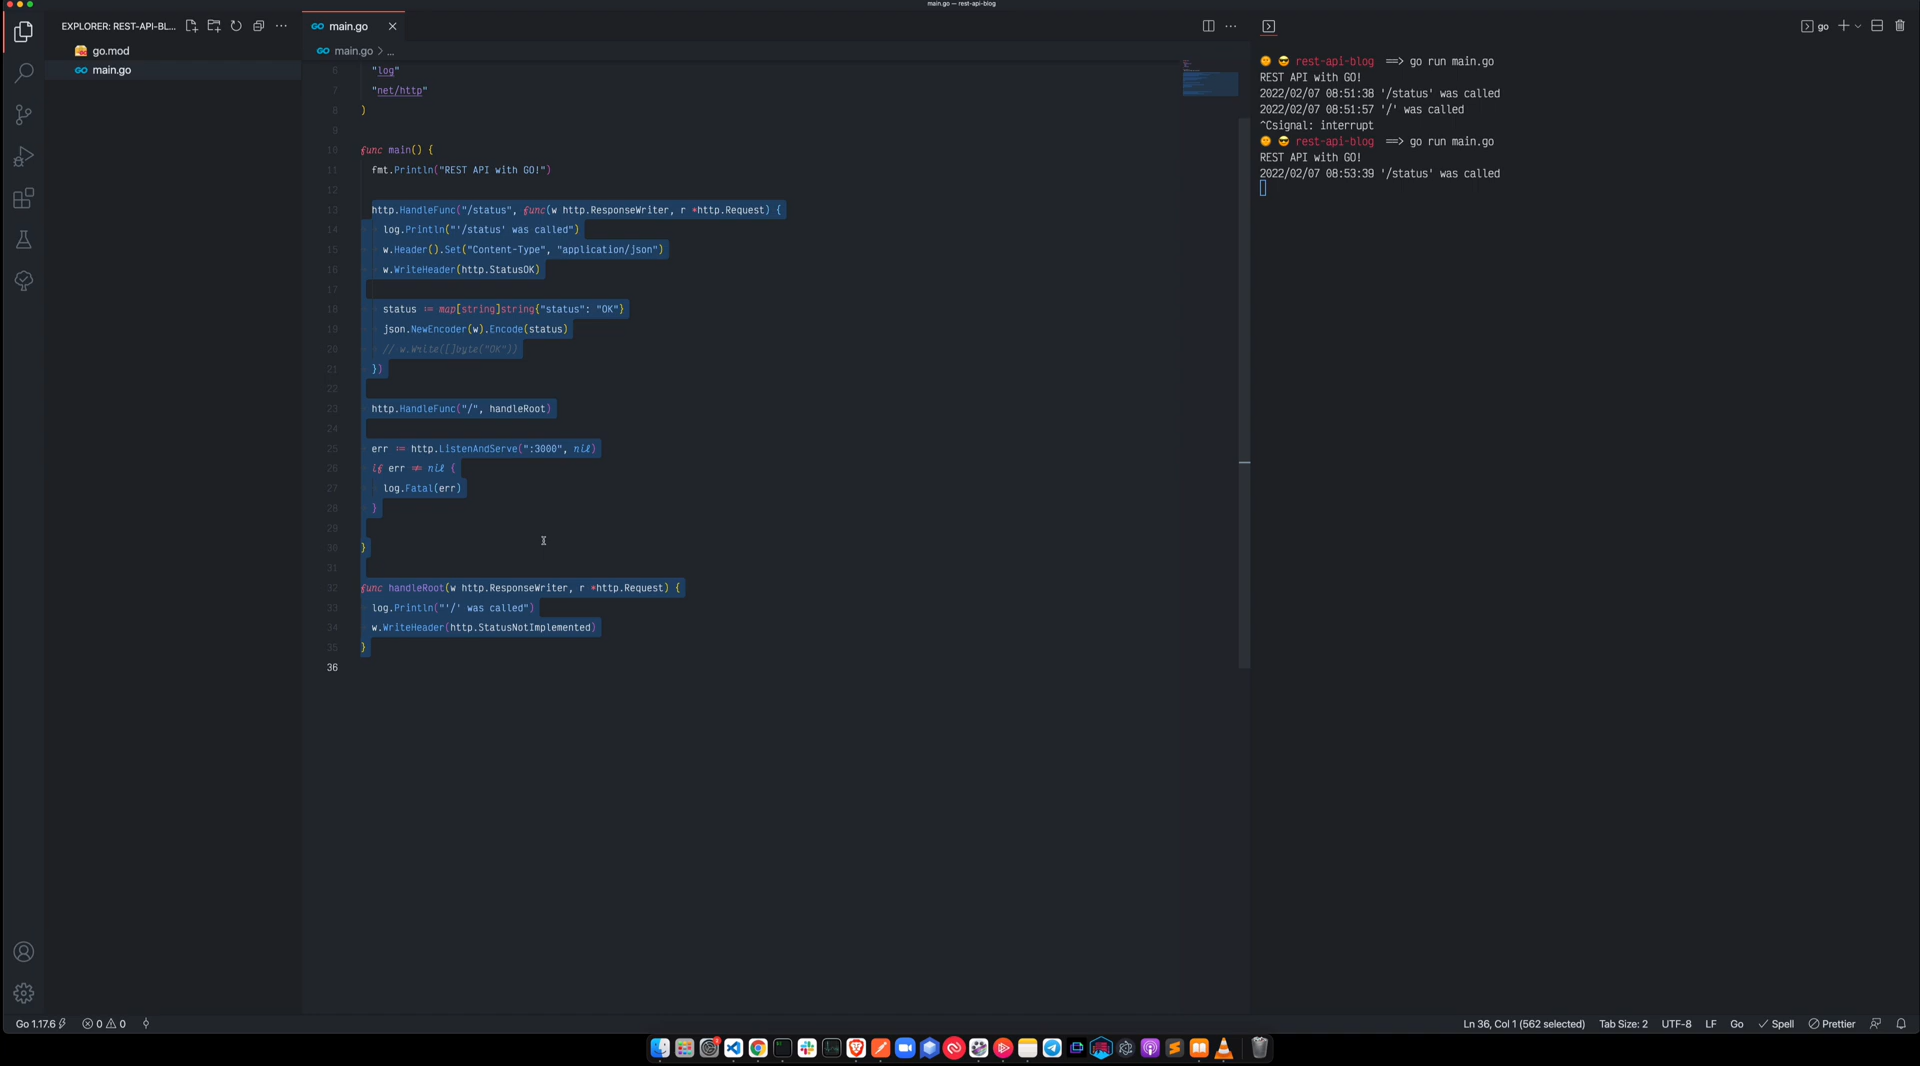 main.go — rest-api-blog
EXPLORER: REST-API-BL...
go.mod
main.go
main.go
main.go > ...
6 "log"
7 "net/http"
8 )
9
10 func main() {
11 fmt.Println("REST API with GO!")
12
13 http.HandleFunc("/status", func(w http.ResponseWriter, r *http.Request) {
14 log.Println("'/status' was called")
15 w.Header().Set("Content-Type", "application/json")
16 w.WriteHeader(http.StatusOK)
17
18 status := map[string]string{"status": "OK"}
19 json.NewEncoder(w).Encode(status)
20 // w.Write([]byte("OK"))
21 })
22
23 http.HandleFunc("/", handleRoot)
24
25 err := http.ListenAndServe(":3000", nil)
26 if err != nil {
27 log.Fatal(err)
28 }
29
30 }
31
32 func handleRoot(w http.ResponseWriter, r *http.Request) {
33 log.Println("'/' was called")
34 w.WriteHeader(http.StatusNotImplemented)
35 }
36
go
rest-api-blog ==> go run main.go
REST API with GO!
2022/02/07 08:51:38 '/status' was called
2022/02/07 08:51:57 '/' was called
^Csignal: interrupt
rest-api-blog ==> go run main.go
REST API with GO!
2022/02/07 08:53:39 '/status' was called
Go 1.17.6
0 0
Ln 36, Col 1 (562 selected)
Tab Size: 2
UTF-8
LF
Go
Spell
Prettier